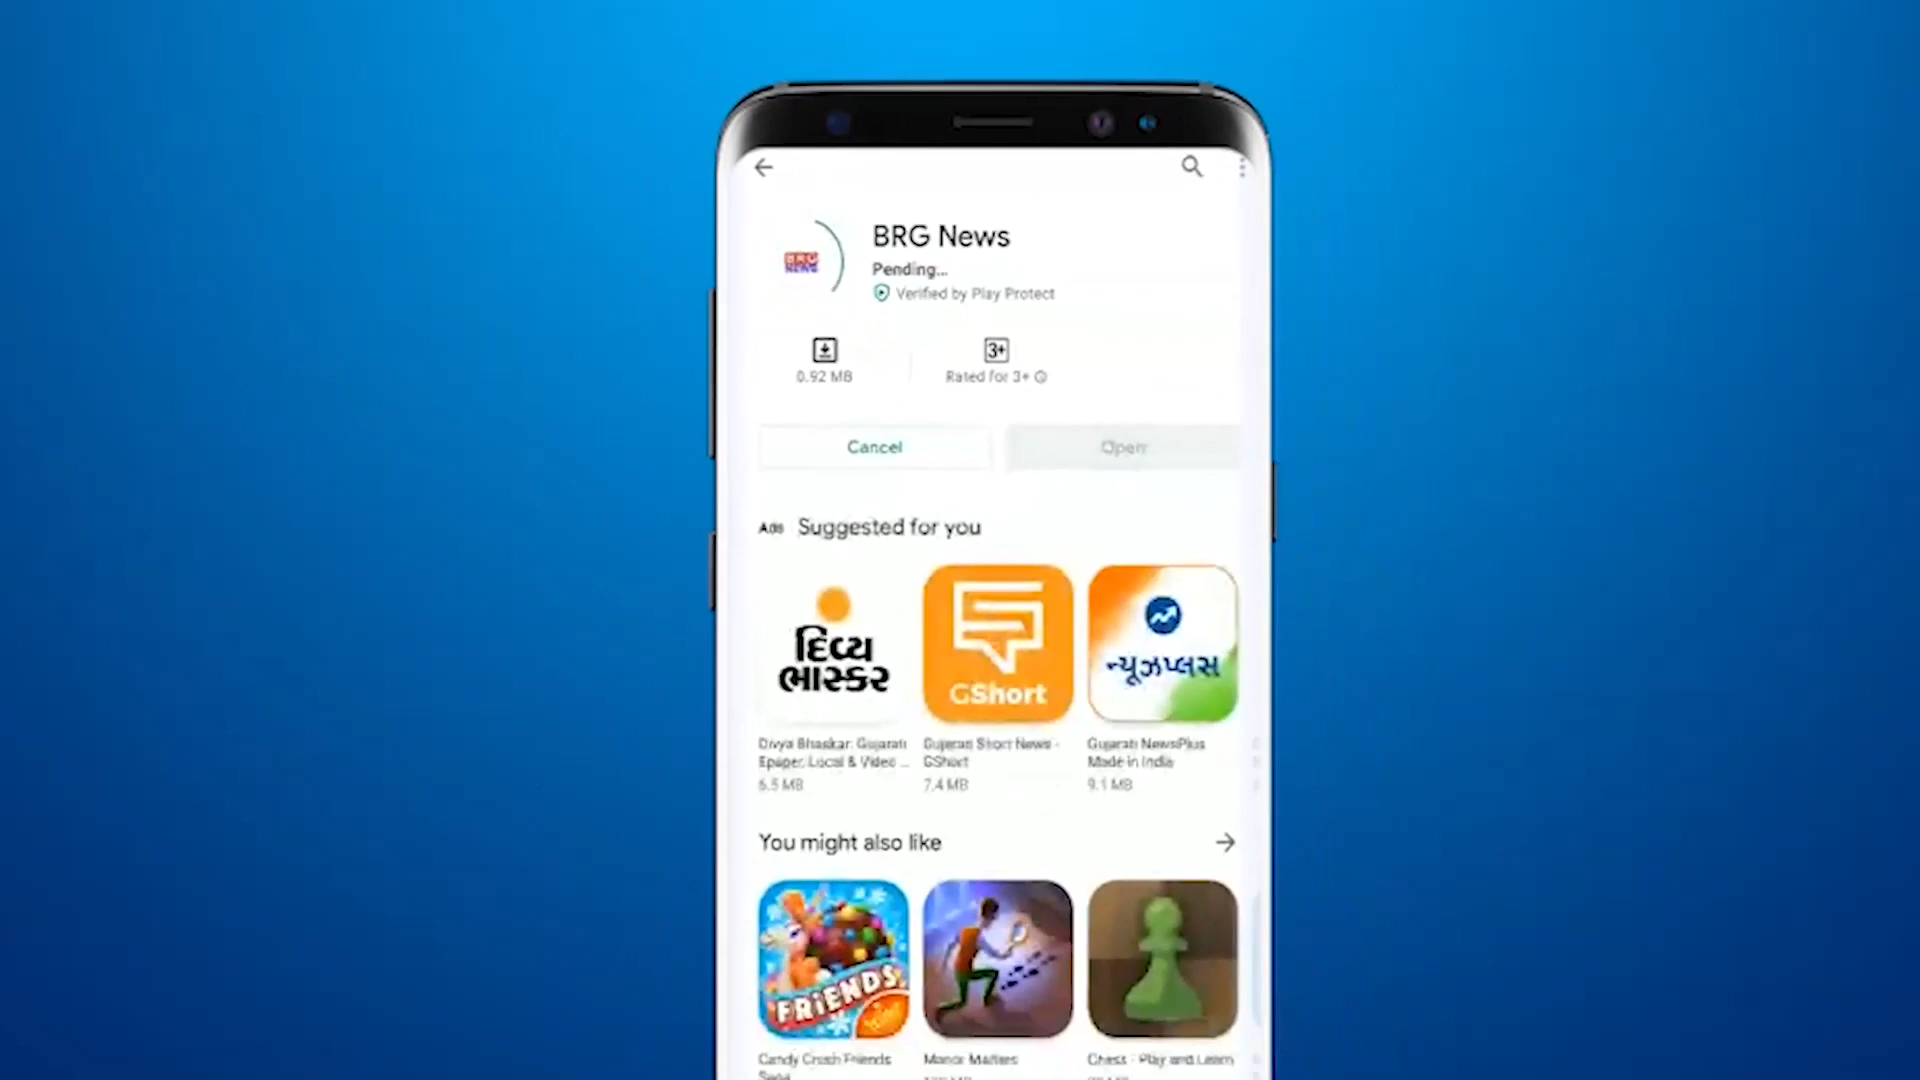 BRG News
BRG
NEWS
Pending...
Verified by Play Protect
3+
0.92 MB
Rated for 3+
Cancel
Open
Ads Suggested for you
દિવ્ય
ભાસ્કર
GShort
ન્યૂઝપ્લસ
Divya Bhaskar: Gujarati
Epaper, Local & Video ...
6.5 MB
Gujarati Short News -
GShort
7.4 MB
Gujarati NewsPlus
Made in India
9.1 MB
You might also like
FRIENDS
Candy Crush Friends
Saga
Manor Matters
Chess - Play and Learn